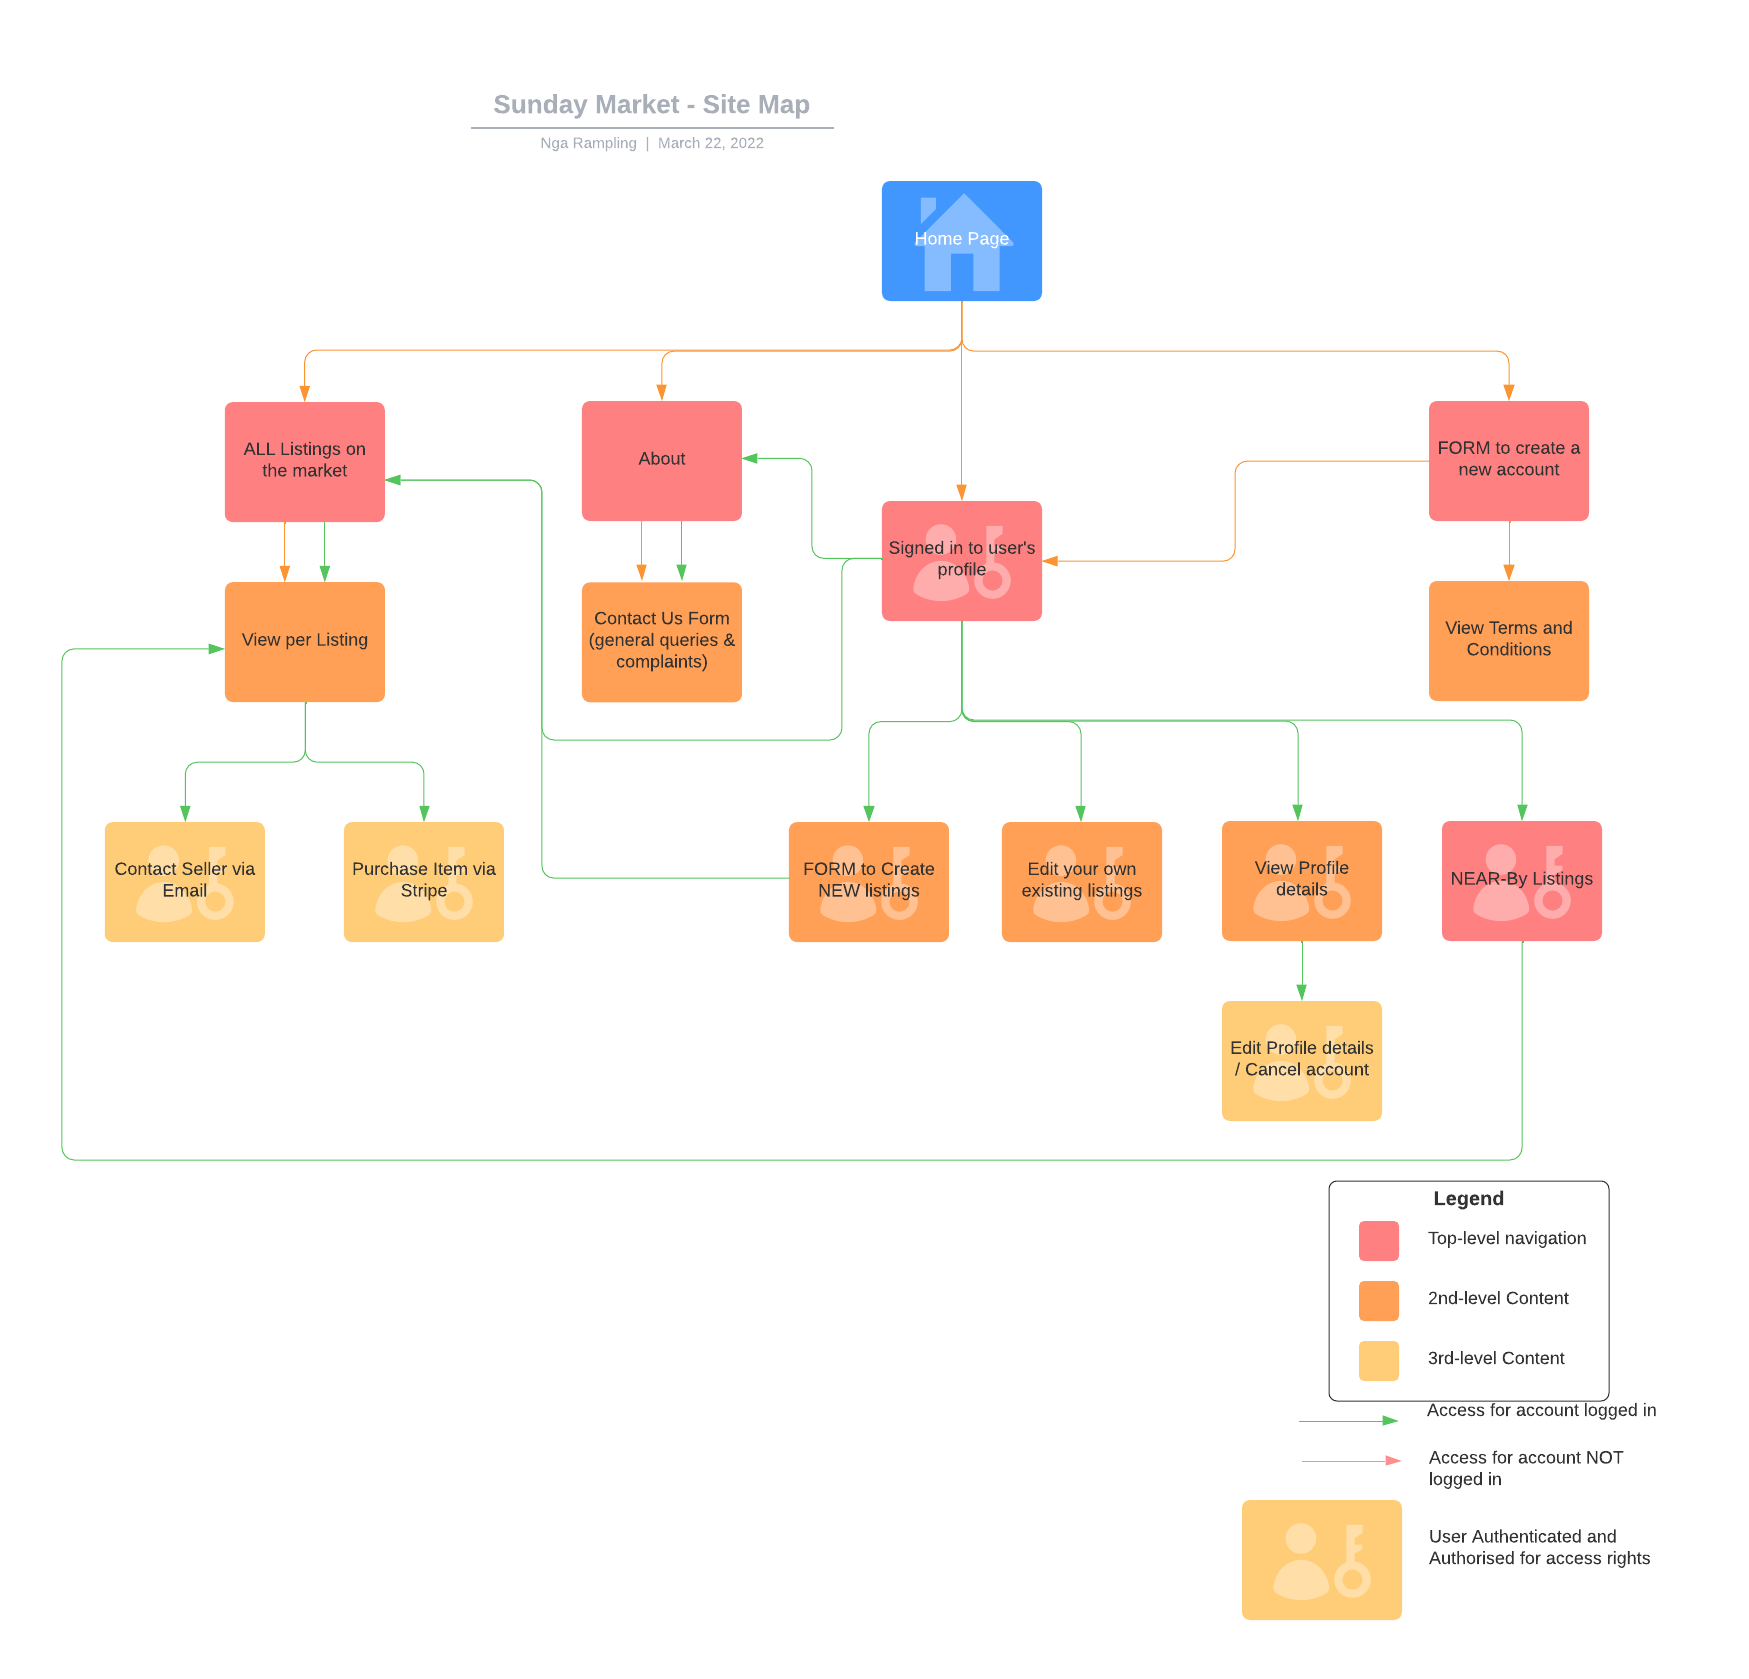 Sunday Market - Site Map
Nga Rampling | March 22, 2022
Home Page
ALL Listings on
the market
About
FORM to create a
new account
Signed in to user's
profile
View per Listing
Contact Us Form
(general queries &
complaints)
View Terms and
Conditions
Contact Seller via
Email
Purchase Item via
Stripe
FORM to Create
NEW listings
Edit your own
existing listings
View Profile
details
NEAR-By Listings
Edit Profile details
/ Cancel account
Legend
Top-level navigation
2nd-level Content
3rd-level Content
Access for account logged in
Access for account NOT
logged in
User Authenticated and
Authorised for access rights